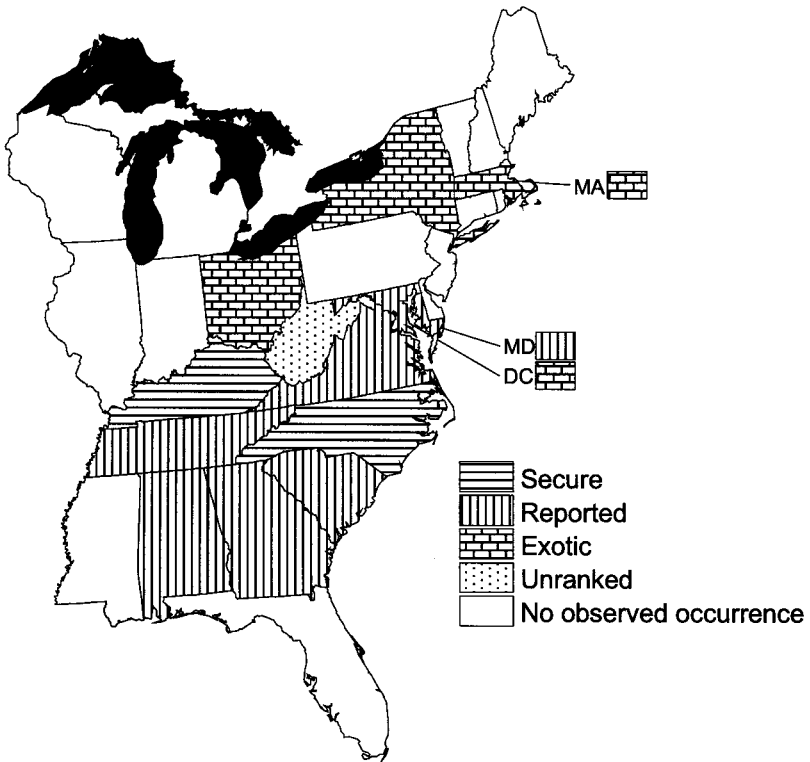 MA
MD
DC
Secure
Reported
Exotic
Unranked
No observed occurrence